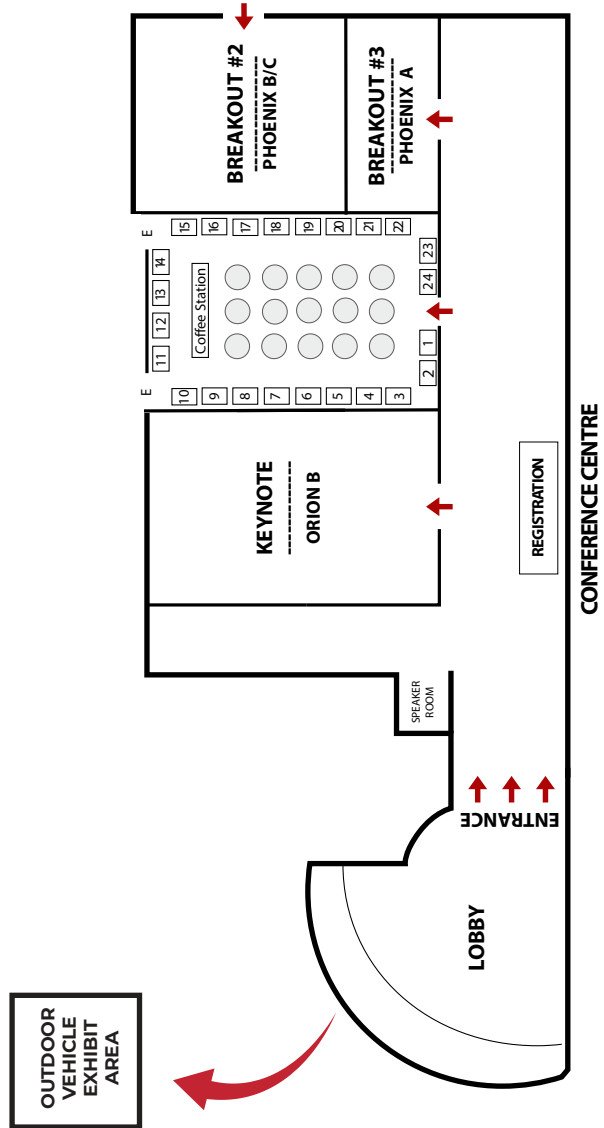 BREAKOUT #2
PHOENIX B/C
BREAKOUT #3
PHOENIX A
E
15
16
17
18
19
20
21
22
14
13
12
11
Coffee Station
23
24
1
2
E
10
9
8
7
6
5
4
3
KEYNOTE
ORION B
REGISTRATION
CONFERENCE CENTRE
SPEAKER
ROOM
ENTRANCE
LOBBY
OUTDOOR
VEHICLE
EXHIBIT
AREA